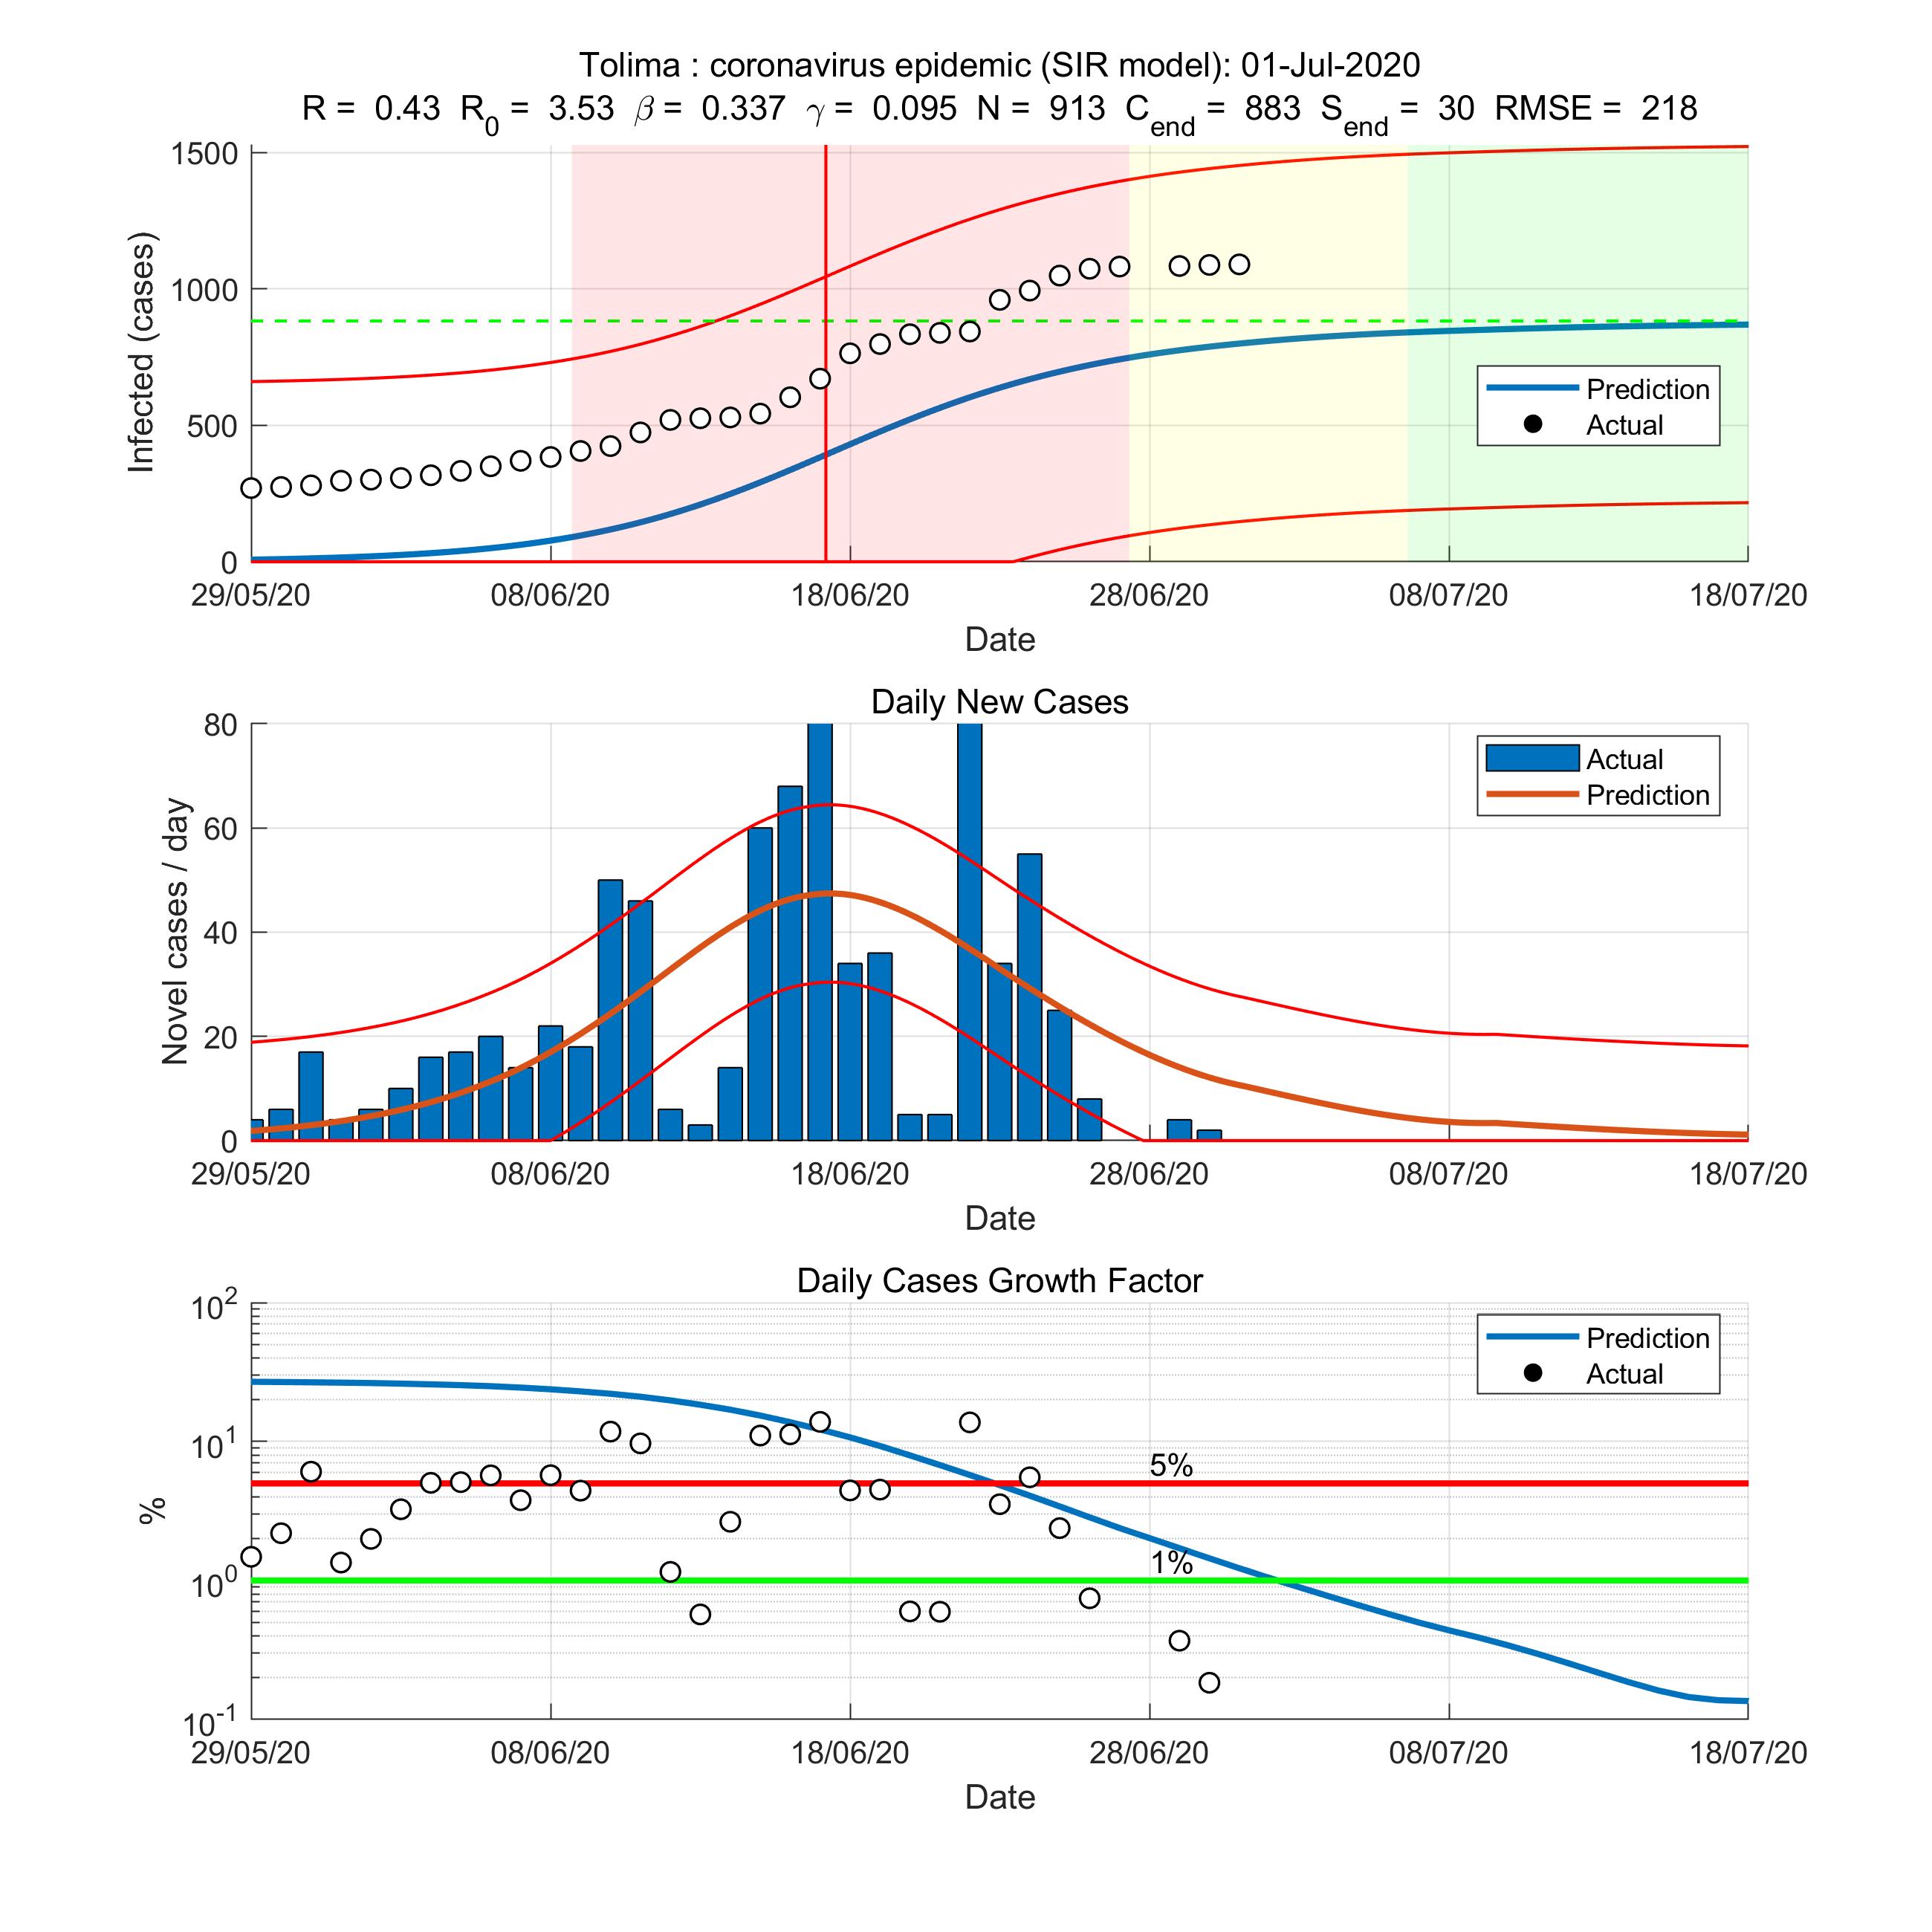 Tolima : coronavirus epidemic (SIR model): 01-Jul-2020
R = 0.43 R0 = 3.53 β = 0.337 γ = 0.095 N = 913 Cend = 883 Send = 30 RMSE = 218
1500
1000
500
0
Infected (cases)
Prediction
Actual
29/05/20 08/06/20 18/06/20 28/06/20 08/07/20 18/07/20
Date
Daily New Cases
80
60
40
20
0
Novel cases / day
Actual
Prediction
29/05/20 08/06/20 18/06/20 28/06/20 08/07/20 18/07/20
Date
Daily Cases Growth Factor
10^2
10^1
10^0
10^-1
%
Prediction
Actual
5%
1%
29/05/20 08/06/20 18/06/20 28/06/20 08/07/20 18/07/20
Date